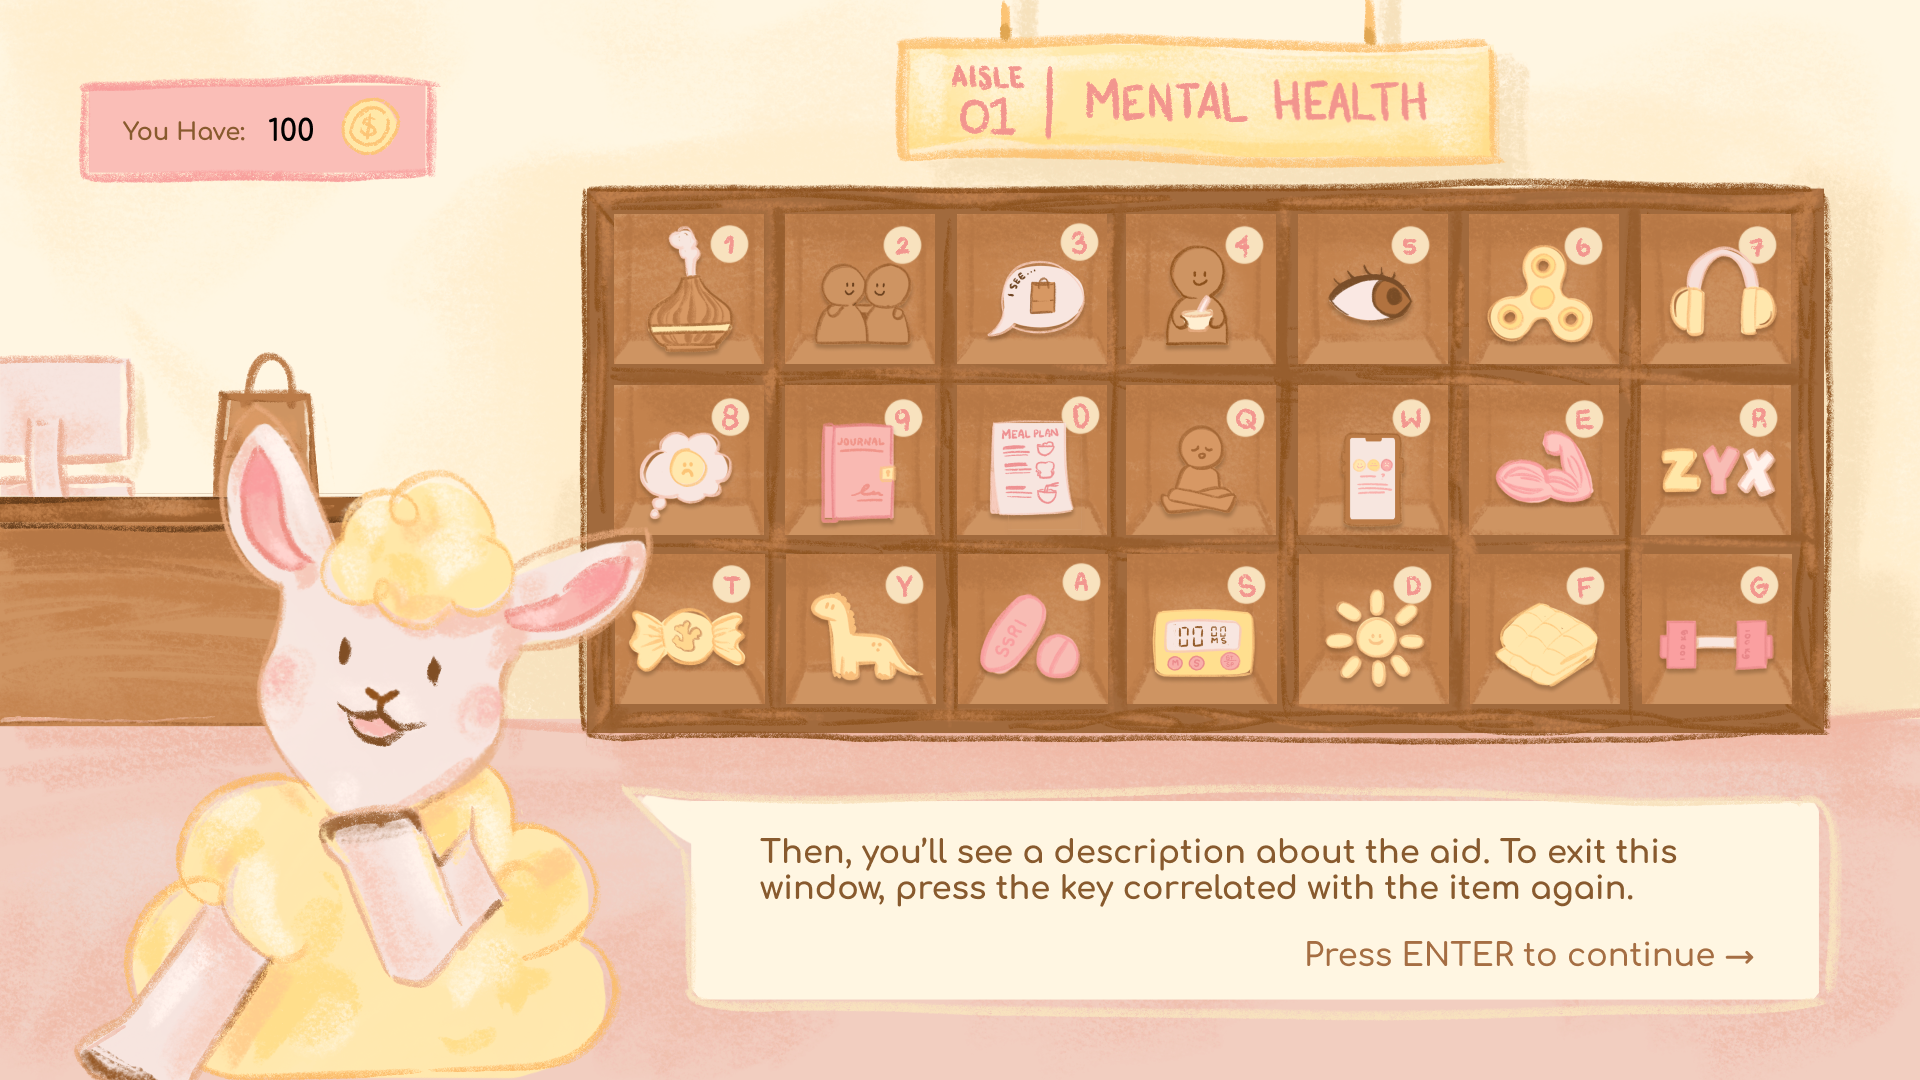 You Have: 100
$
AISLE
01
MENTAL HEALTH
1
2
3
4
5
6
7
I SEE...
8
9
0
Q
W
E
R
JOURNAL
MEAL PLAN
ZYX
T
Y
A
S
D
F
G
SSRI
00 00
M S
M S
Then, you’ll see a description about the aid. To exit this
window, press the key correlated with the item again.
Press ENTER to continue →